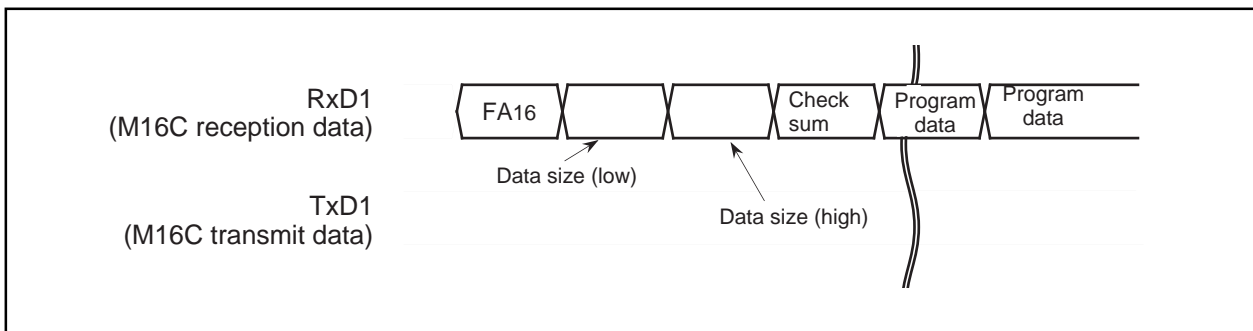 RxD1
(M16C reception data)
FA16
Check
sum
Program
data
Program
data
Data size (low)
Data size (high)
TxD1
(M16C transmit data)